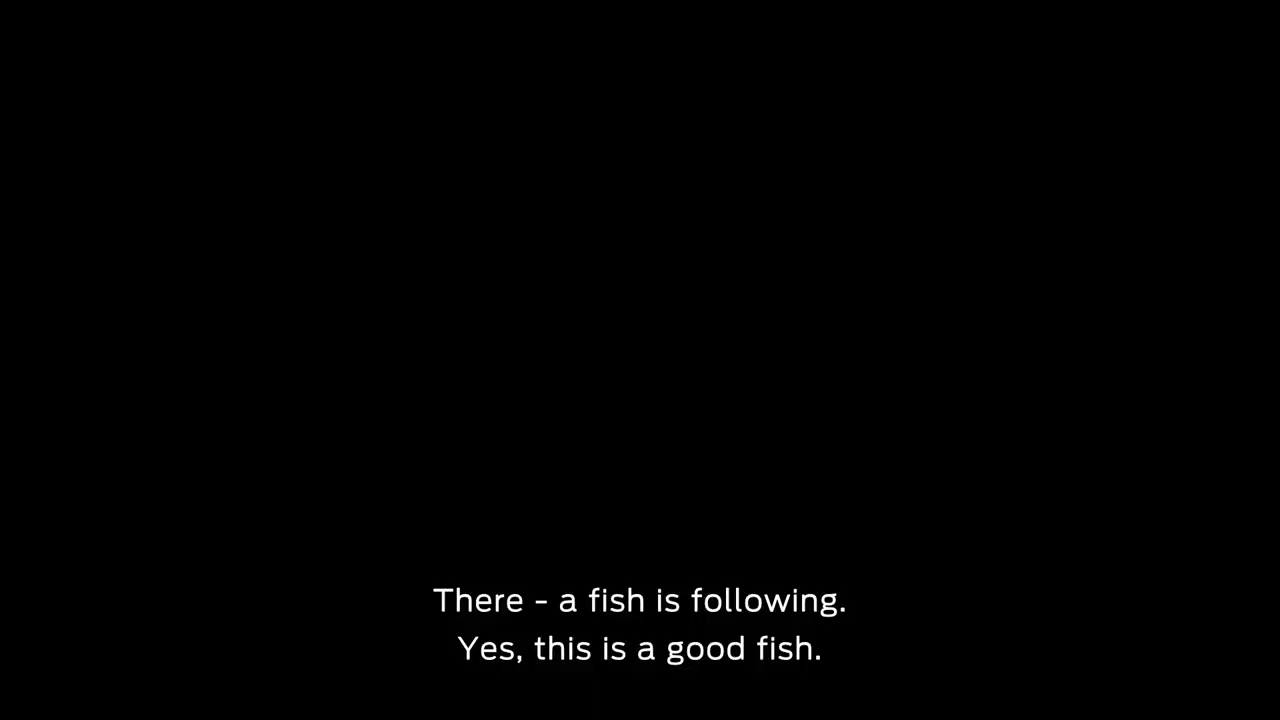 There - a fish is following.
Yes, this is a good fish.